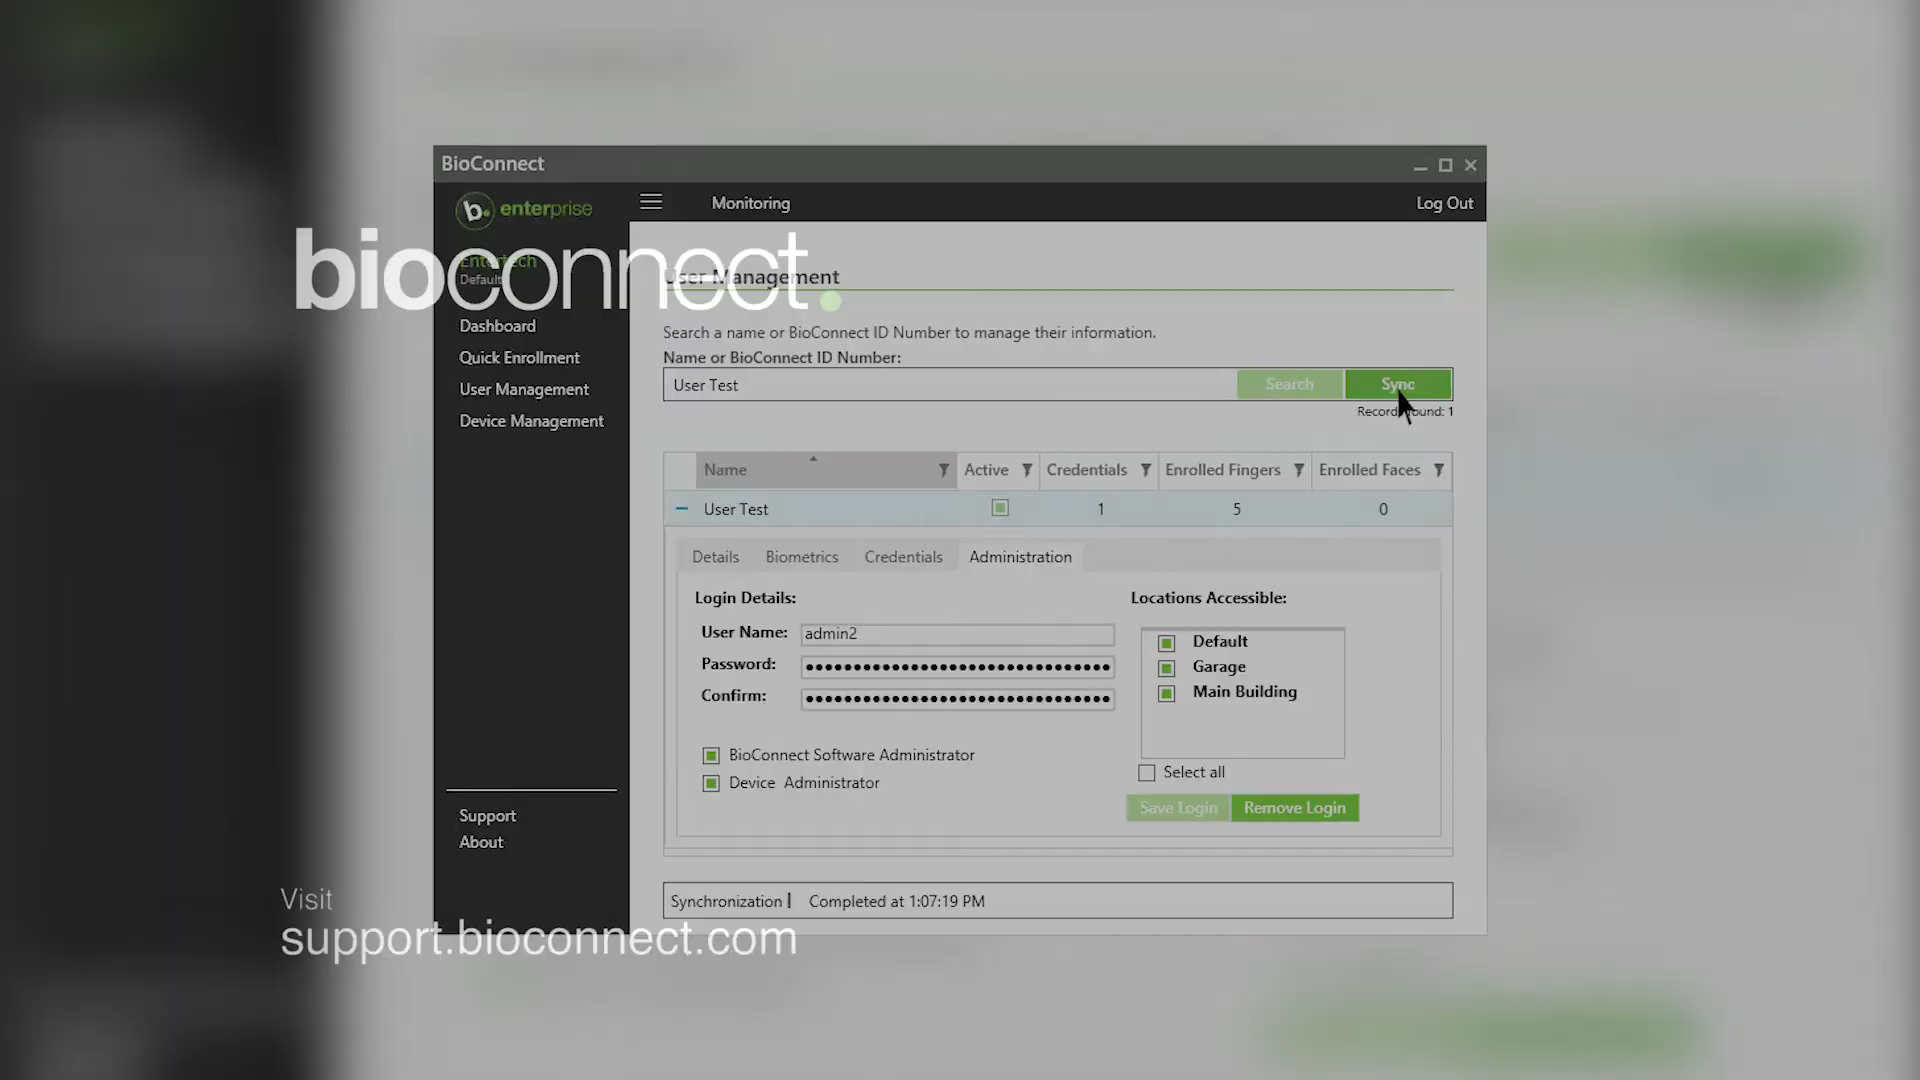 BioConnect
b. enterprise
Monitoring
Log Out
bioconnect.
Entertech
Default
User Management
Dashboard
Quick Enrollment
User Management
Device Management
Search a name or BioConnect ID Number to manage their information.
Name or BioConnect ID Number:
User Test
Search
Sync
Records found: 1
Name
Active
Credentials
Enrolled Fingers
Enrolled Faces
User Test
1
5
0
Details
Biometrics
Credentials
Administration
Login Details:
User Name: admin2
Password: ••••••••••••••••••••••••••••••••
Confirm: ••••••••••••••••••••••••••••••••
BioConnect Software Administrator
Device Administrator
Locations Accessible:
Default
Garage
Main Building
Select all
Save Login
Remove Login
Support
About
Synchronization | Completed at 1:07:19 PM
Visit
support.bioconnect.com